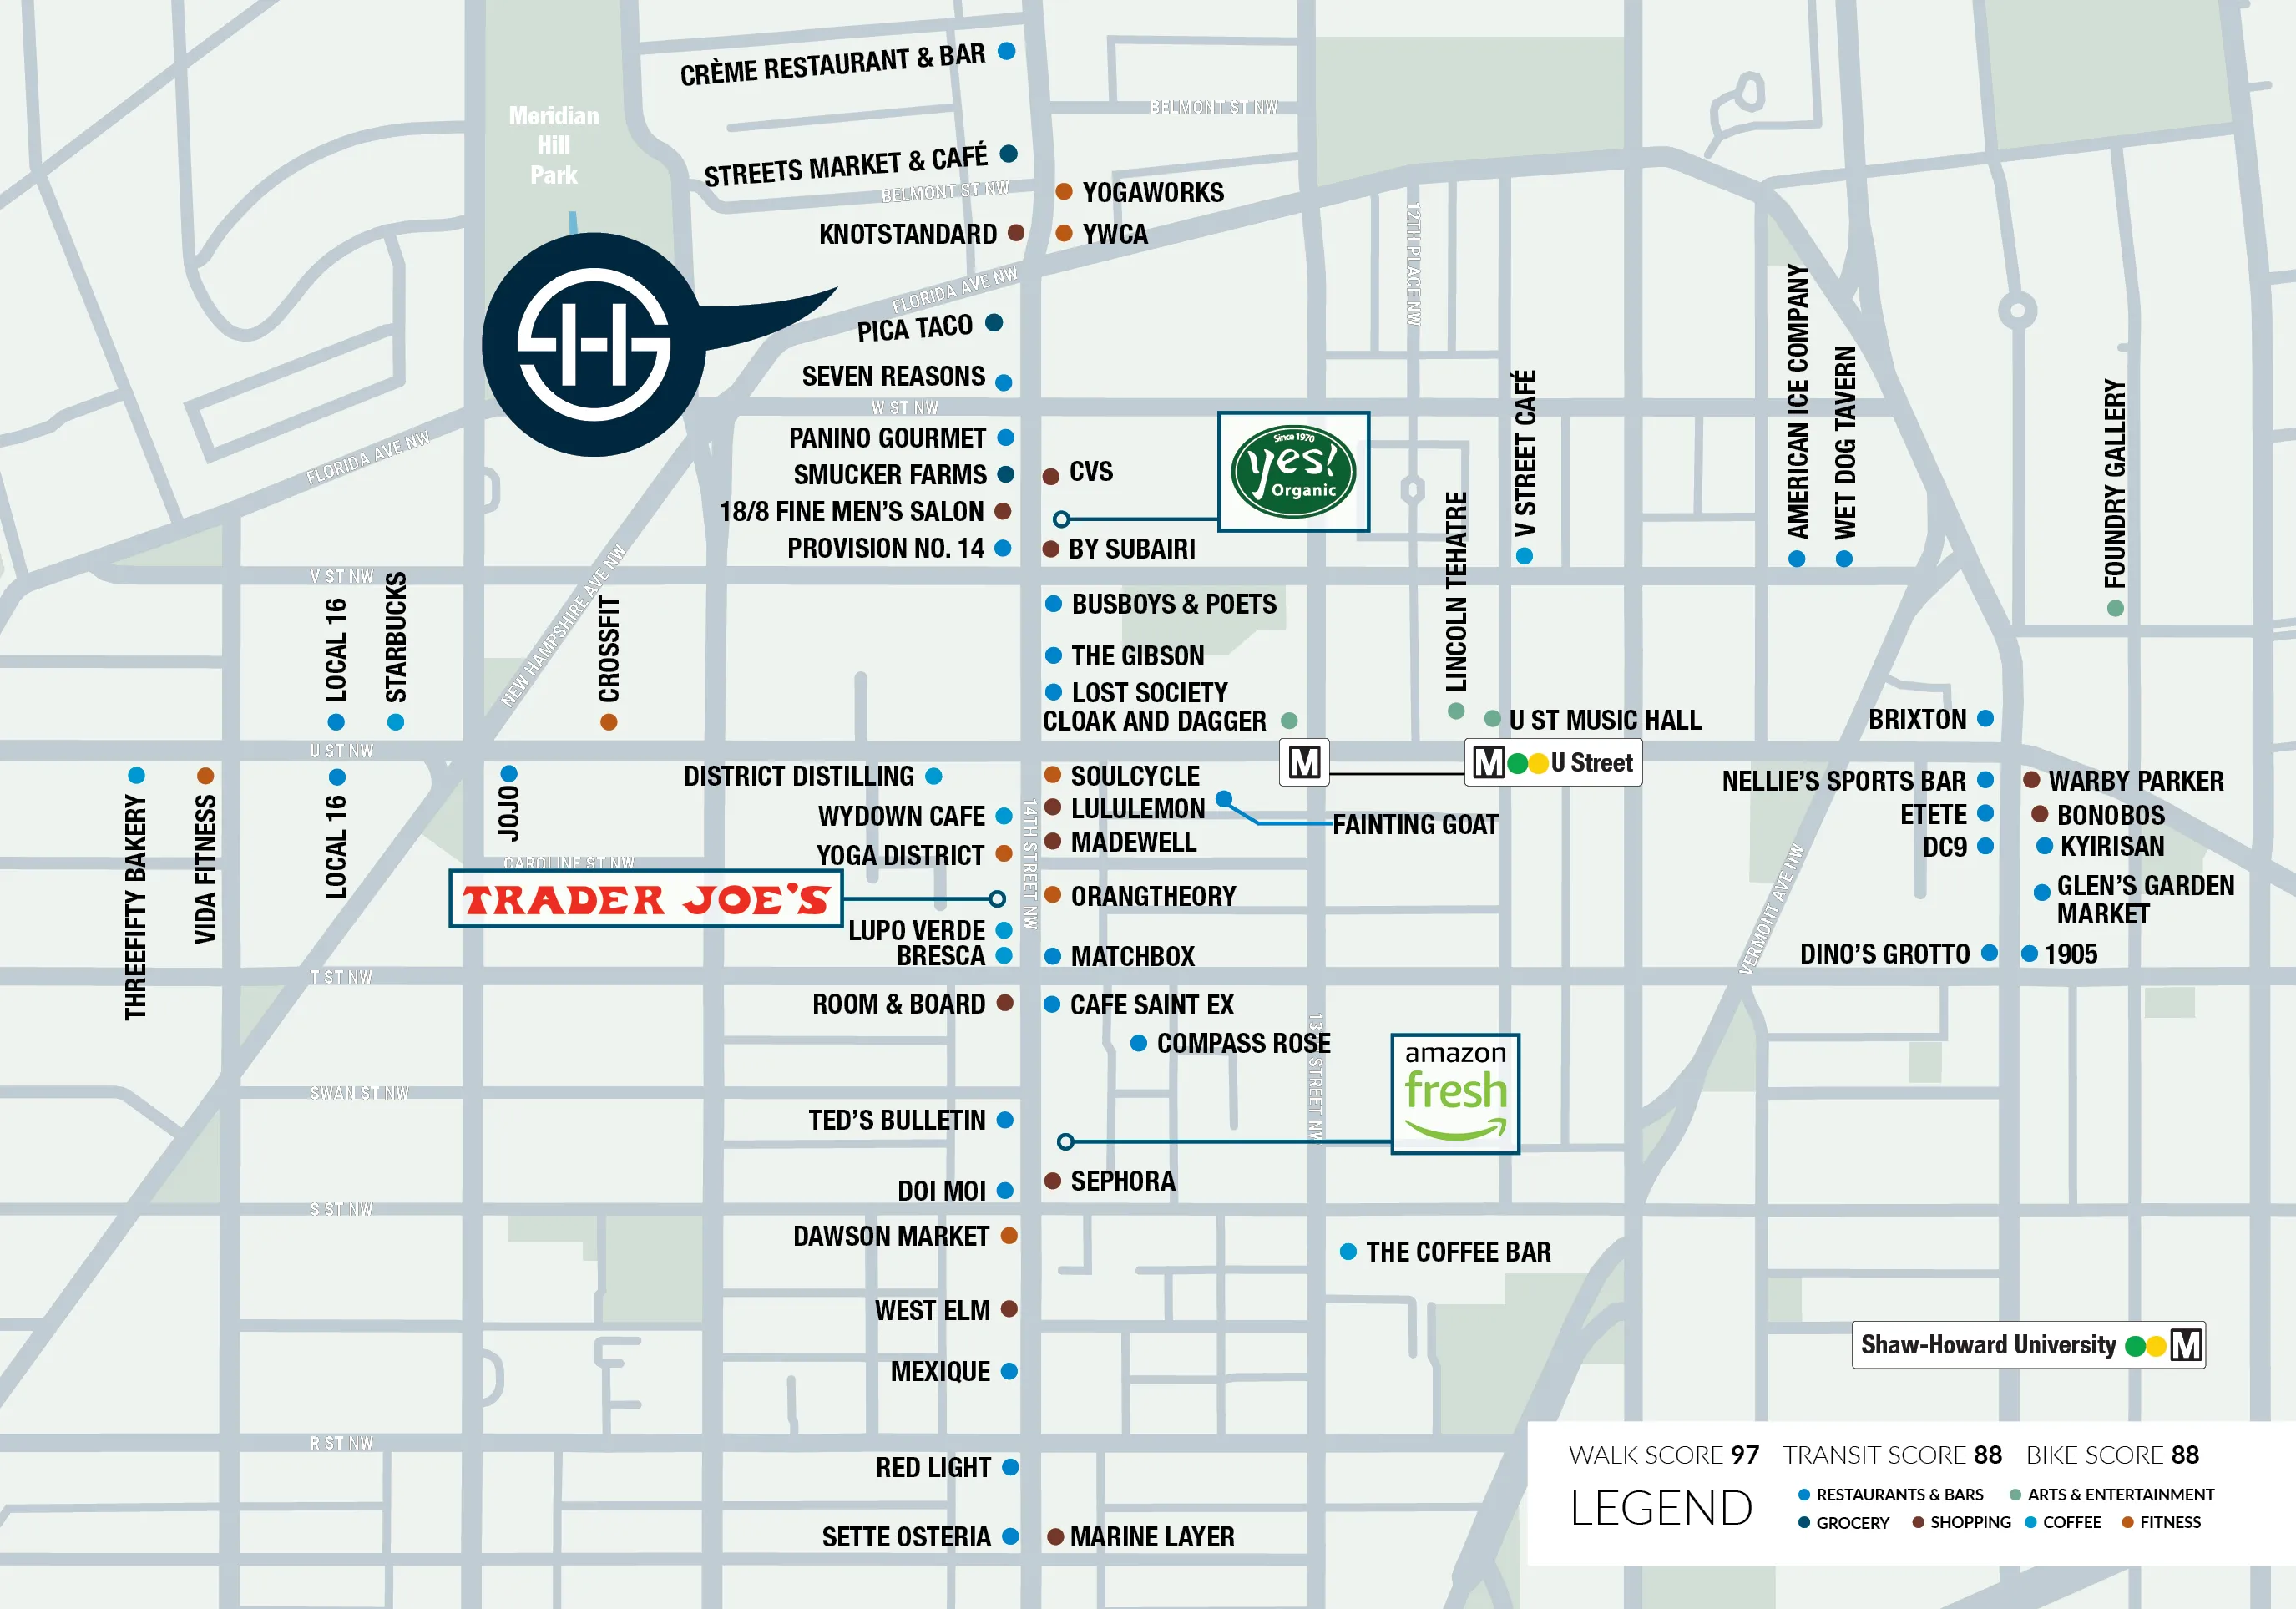 CRÈME RESTAURANT & BAR
Meridian
Hill
Park
BELMONT ST NW
STREETS MARKET & CAFÉ
BELMONT ST NW
YOGAWORKS
KNOTSTANDARD
YWCA
12TH PLACE NW
FLORIDA AVE NW
SHG
PICA TACO
SEVEN REASONS
W ST NW
PANINO GOURMET
SMUCKER FARMS
CVS
18/8 FINE MEN'S SALON
PROVISION NO. 14
BY SUBAIRI
Since 1970
yes!
Organic
V STREET CAFÉ
AMERICAN ICE COMPANY
WET DOG TAVERN
FOUNDRY GALLERY
LINCOLN TEHATRE
FLORIDA AVE NW
V ST NW
LOCAL 16
STARBUCKS
NEW HAMPSHIRE AVE NW
CROSSFIT
BUSBOYS & POETS
THE GIBSON
LOST SOCIETY
CLOAK AND DAGGER
U ST MUSIC HALL
BRIXTON
U ST NW
M
M U Street
THREEFIFTY BAKERY
VIDA FITNESS
LOCAL 16
JOJO
DISTRICT DISTILLING
SOULCYCLE
NELLIE'S SPORTS BAR
WARBY PARKER
WYDOWN CAFE
LULULEMON
FAINTING GOAT
ETETE
BONOBOS
YOGA DISTRICT
MADEWELL
DC9
KYIRISAN
14TH STREET NW
CAROLINE ST NW
TRADER JOE'S
ORANGTHEORY
GLEN'S GARDEN
MARKET
VERMONT AVE NW
LUPO VERDE
BRESCA
MATCHBOX
DINO'S GROTTO
1905
T ST NW
ROOM & BOARD
CAFE SAINT EX
COMPASS ROSE
STREET NW
amazon
fresh
SWAN ST NW
TED'S BULLETIN
DOI MOI
SEPHORA
S ST NW
DAWSON MARKET
THE COFFEE BAR
WEST ELM
Shaw-Howard University M
MEXIQUE
R ST NW
RED LIGHT
SETTE OSTERIA
MARINE LAYER
WALK SCORE 97 TRANSIT SCORE 88 BIKE SCORE 88
LEGEND
RESTAURANTS & BARS ARTS & ENTERTAINMENT
GROCERY SHOPPING COFFEE FITNESS